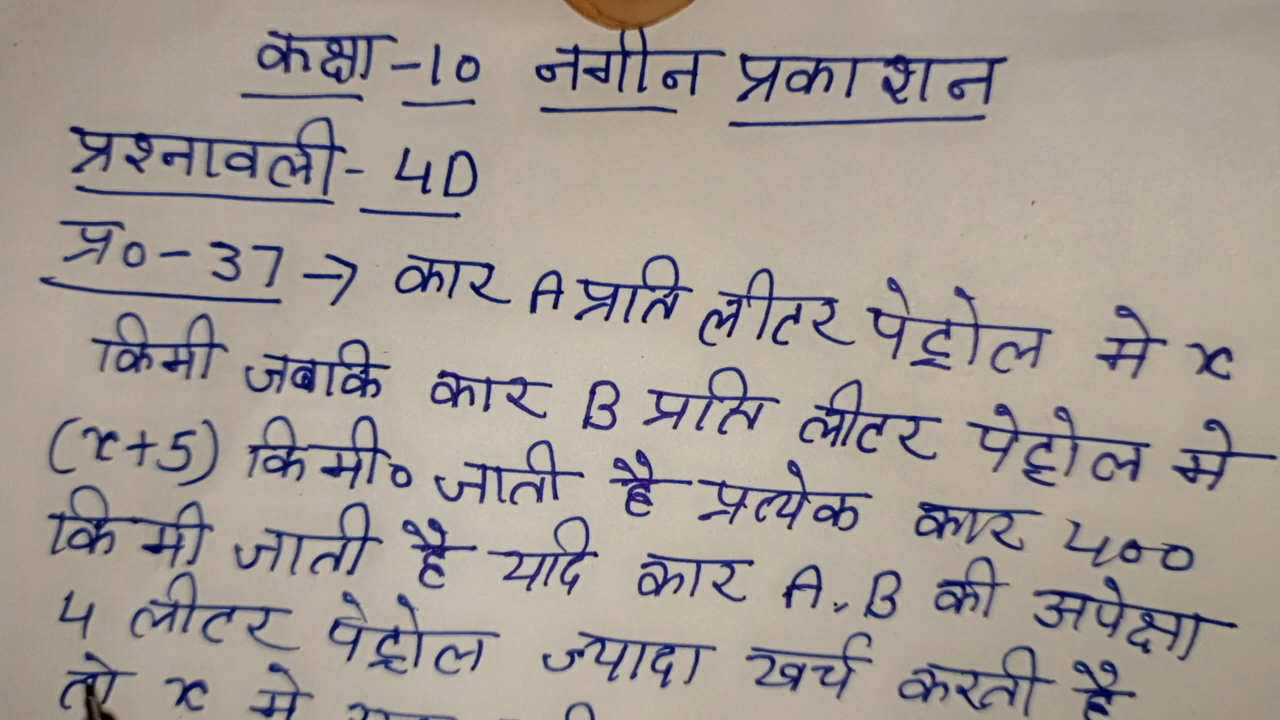 कक्षा -10 नगीन प्रकाशन
प्रश्नावली - 4D
प्र० - 37 → कार A प्रति लीटर पेट्रोल मे x
किमी जबकि कार B प्रति लीटर पेट्रोल मे
(x+5) किमी० जाती है प्रत्येक कार 400
किमी जाती है यदि कार A, B की अपेक्षा
4 लीटर पेट्रोल ज्यादा खर्च करती है
तो x मे